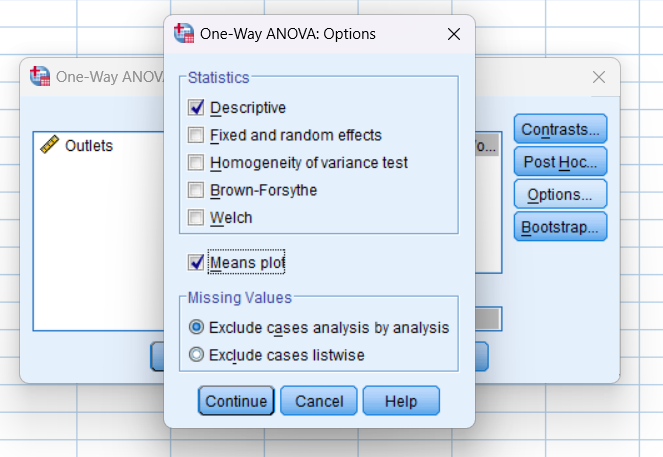 One-Way ANOVA: Options
One-Way ANOV
Statistics
Descriptive
Fixed and random effects
Homogeneity of variance test
Brown-Forsythe
Welch
Means plot
Missing Values
Exclude cases analysis by analysis
Exclude cases listwise
Continue Cancel Help
Outlets
o...
Contrasts...
Post Hoc...
Options...
Bootstrap...